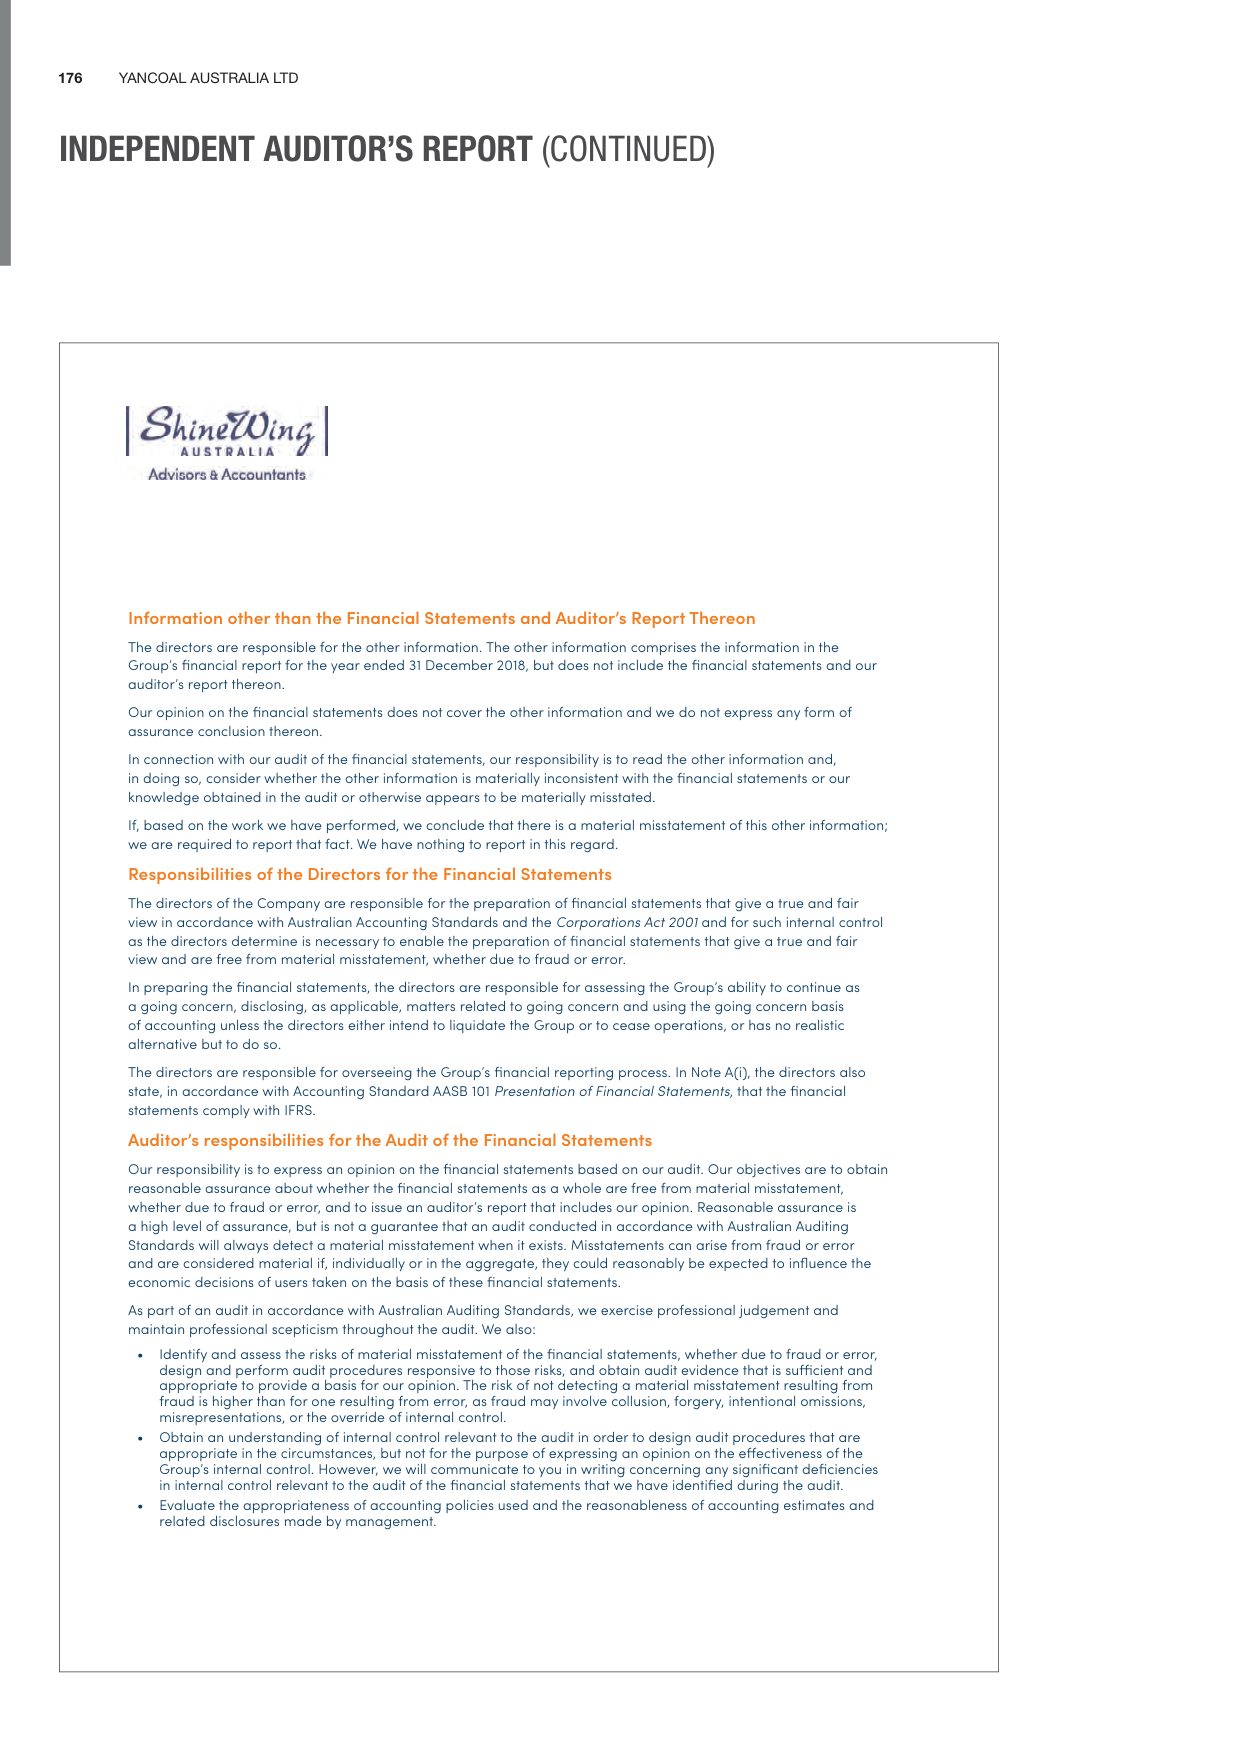 176 YANCOAL AUSTRALIA LTD
INDEPENDENT AUDITOR’S REPORT (CONTINUED)
ShineWing
AUSTRALIA
Advisors & Accountants
Information other than the Financial Statements and Auditor’s Report Thereon
The directors are responsible for the other information. The other information comprises the information in the
Group’s financial report for the year ended 31 December 2018, but does not include the financial statements and our
auditor’s report thereon.
Our opinion on the financial statements does not cover the other information and we do not express any form of
assurance conclusion thereon.
In connection with our audit of the financial statements, our responsibility is to read the other information and,
in doing so, consider whether the other information is materially inconsistent with the financial statements or our
knowledge obtained in the audit or otherwise appears to be materially misstated.
If, based on the work we have performed, we conclude that there is a material misstatement of this other information;
we are required to report that fact. We have nothing to report in this regard.
Responsibilities of the Directors for the Financial Statements
The directors of the Company are responsible for the preparation of financial statements that give a true and fair
view in accordance with Australian Accounting Standards and the Corporations Act 2001 and for such internal control
as the directors determine is necessary to enable the preparation of financial statements that give a true and fair
view and are free from material misstatement, whether due to fraud or error.
In preparing the financial statements, the directors are responsible for assessing the Group’s ability to continue as
a going concern, disclosing, as applicable, matters related to going concern and using the going concern basis
of accounting unless the directors either intend to liquidate the Group or to cease operations, or has no realistic
alternative but to do so.
The directors are responsible for overseeing the Group’s financial reporting process. In Note A(i), the directors also
state, in accordance with Accounting Standard AASB 101 Presentation of Financial Statements, that the financial
statements comply with IFRS.
Auditor’s responsibilities for the Audit of the Financial Statements
Our responsibility is to express an opinion on the financial statements based on our audit. Our objectives are to obtain
reasonable assurance about whether the financial statements as a whole are free from material misstatement,
whether due to fraud or error, and to issue an auditor’s report that includes our opinion. Reasonable assurance is
a high level of assurance, but is not a guarantee that an audit conducted in accordance with Australian Auditing
Standards will always detect a material misstatement when it exists. Misstatements can arise from fraud or error
and are considered material if, individually or in the aggregate, they could reasonably be expected to influence the
economic decisions of users taken on the basis of these financial statements.
As part of an audit in accordance with Australian Auditing Standards, we exercise professional judgement and
maintain professional scepticism throughout the audit. We also:
• Identify and assess the risks of material misstatement of the financial statements, whether due to fraud or error,
design and perform audit procedures responsive to those risks, and obtain audit evidence that is sufficient and
appropriate to provide a basis for our opinion. The risk of not detecting a material misstatement resulting from
fraud is higher than for one resulting from error, as fraud may involve collusion, forgery, intentional omissions,
misrepresentations, or the override of internal control.
• Obtain an understanding of internal control relevant to the audit in order to design audit procedures that are
appropriate in the circumstances, but not for the purpose of expressing an opinion on the effectiveness of the
Group’s internal control. However, we will communicate to you in writing concerning any significant deficiencies
in internal control relevant to the audit of the financial statements that we have identified during the audit.
• Evaluate the appropriateness of accounting policies used and the reasonableness of accounting estimates and
related disclosures made by management.